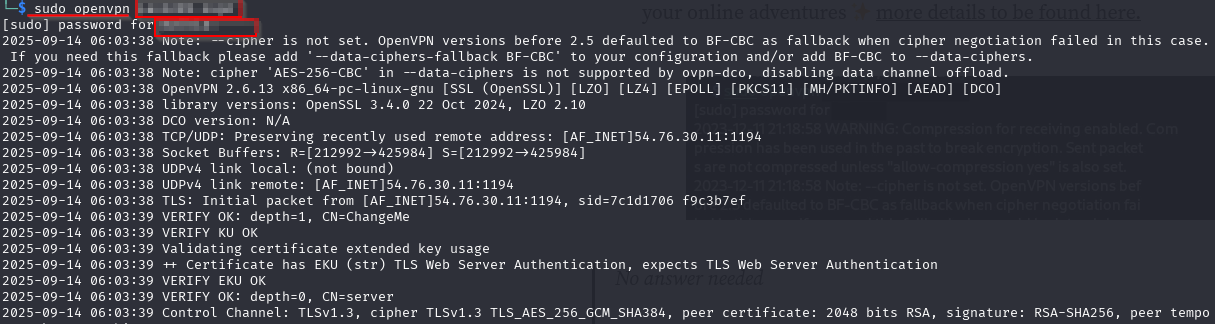 └─$ sudo openvpn
your online adventures + more details to be found here.
[sudo] password for
2025-09-14 06:03:38 Note: --cipher is not set. OpenVPN versions before 2.5 defaulted to BF-CBC as fallback when cipher negotiation failed in this case.
If you need this fallback please add '--data-ciphers-fallback BF-CBC' to your configuration and/or add BF-CBC to --data-ciphers.
2025-09-14 06:03:38 Note: cipher 'AES-256-CBC' in --data-ciphers is not supported by ovpn-dco, disabling data channel offload.
2025-09-14 06:03:38 OpenVPN 2.6.13 x86_64-pc-linux-gnu [SSL (OpenSSL)] [LZO] [LZ4] [EPOLL] [PKCS11] [MH/PKTINFO] [AEAD] [DCO]
2025-09-14 06:03:38 library versions: OpenSSL 3.4.0 22 Oct 2024, LZO 2.10
2025-09-14 06:03:38 DCO version: N/A
2025-09-14 06:03:38 TCP/UDP: Preserving recently used remote address: [AF_INET]54.76.30.11:1194
2025-09-14 06:03:38 Socket Buffers: R=[212992→425984] S=[212992→425984]
2025-09-14 06:03:38 UDPv4 link local: (not bound)
2025-09-14 06:03:38 UDPv4 link remote: [AF_INET]54.76.30.11:1194
2025-09-14 06:03:38 TLS: Initial packet from [AF_INET]54.76.30.11:1194, sid=7c1d1706 f9c3b7ef
2025-09-14 06:03:39 VERIFY OK: depth=1, CN=ChangeMe
2025-09-14 06:03:39 VERIFY KU OK
2025-09-14 06:03:39 Validating certificate extended key usage
2025-09-14 06:03:39 ++ Certificate has EKU (str) TLS Web Server Authentication, expects TLS Web Server Authentication
2025-09-14 06:03:39 VERIFY EKU OK
2025-09-14 06:03:39 VERIFY OK: depth=0, CN=server
2025-09-14 06:03:39 Control Channel: TLSv1.3, cipher TLSv1.3 TLS_AES_256_GCM_SHA384, peer certificate: 2048 bits RSA, signature: RSA-SHA256, peer tempo
[sudo] password for
2023-12-11 21:18:58 WARNING: Compression for receiving enabled. Com
pression has been used in the past to break encryption. Sent packet
s are not compressed unless "allow-compression yes" is also set.
2023-12-11 21:18:58 Note: --cipher is not set. OpenVPN versions bef
defaulted to BF-CBC as fallback when cipher negotiation fai
No answer needed